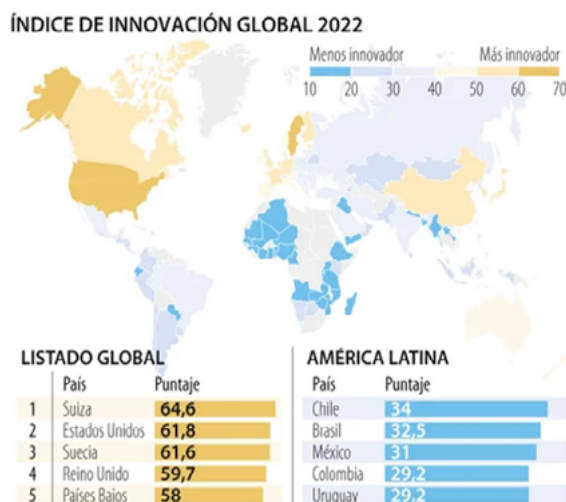 ÍNDICE DE INNOVACIÓN GLOBAL 2022
Menos innovador Más innovador
10 20 30 40 50 60 70
LISTADO GLOBAL
País Puntaje
1 Suiza 64,6
2 Estados Unidos 61,8
3 Suecia 61,6
4 Reino Unido 59,7
5 Países Bajos 58
AMÉRICA LATINA
País Puntaje
Chile 34
Brasil 32,5
México 31
Colombia 29,2
Uruguay 29,2